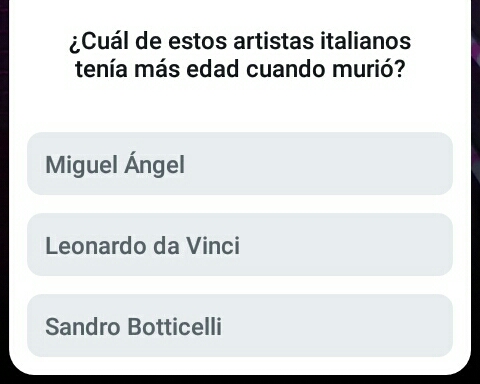 ¿Cuál de estos artistas italianos
tenía más edad cuando murió?
Miguel Ángel
Leonardo da Vinci
Sandro Botticelli